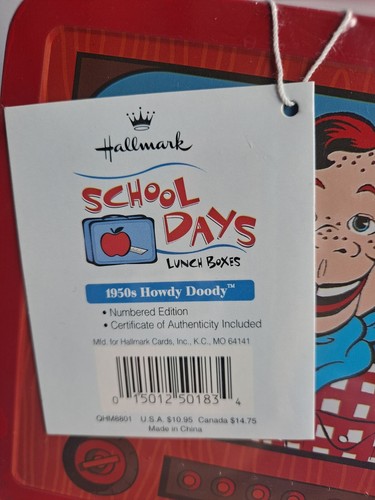 Hallmark
SCHOOL
DAYS
LUNCH BOXES
1950s Howdy Doody™
• Numbered Edition
• Certificate of Authenticity Included
Mfd. for Hallmark Cards, Inc., K.C., MO 64141
0 15012 50183 4
QHM8801 U.S.A. $10.95 Canada $14.75
Made in China